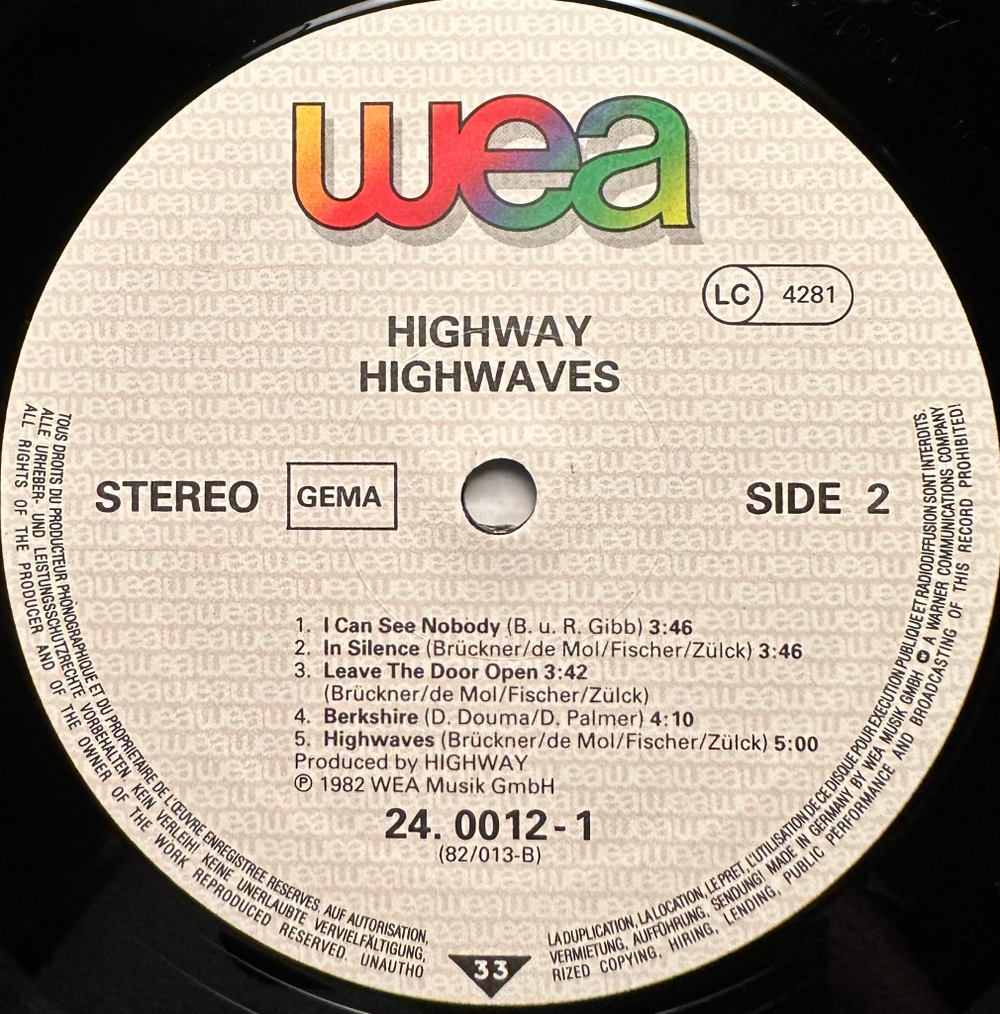 wea
LC 4281
HIGHWAY
HIGHWAVES
STEREO GEMA SIDE 2
1. I Can See Nobody (B. u. R. Gibb) 3:46
2. In Silence (Brückner/de Mol/Fischer/Zülck) 3:46
3. Leave The Door Open 3:42
(Brückner/de Mol/Fischer/Zülck)
4. Berkshire (D. Douma/D. Palmer) 4:10
5. Highwaves (Brückner/de Mol/Fischer/Zülck) 5:00
Produced by HIGHWAY
℗ 1982 WEA Musik GmbH
24. 0012-1
(82/013-B)
33
TOUS DROITS DU PRODUCTEUR PHONOGRAPHIQUE ET DU PROPRIETAIRE DE L'ŒUVRE ENREGISTREE RESERVES. AUF AUTORISATION, LA DUPLICATION, LA LOCATION, LE PRET, L'UTILISATION DE CE DISQUE POUR EXECUTION PUBLIQUE ET RADIODIFFUSION SONT INTERDITS.
ALLE URHEBER- UND LEISTUNGSSCHUTZRECHTE VORBEHALTEN. KEIN VERLEIH! KEINE UNERLAUBTE VERVIELFÄLTIGUNG, VERMIETUNG, AUFFÜHRUNG, SENDUNG! MADE IN GERMANY BY WEA MUSIK GMBH A WARNER COMMUNICATIONS COMPANY
ALL RIGHTS OF THE PRODUCER AND OF THE OWNER OF THE WORK REPRODUCED RESERVED. UNAUTHORIZED COPYING, HIRING, LENDING, PUBLIC PERFORMANCE AND BROADCASTING OF THIS RECORD PROHIBITED!